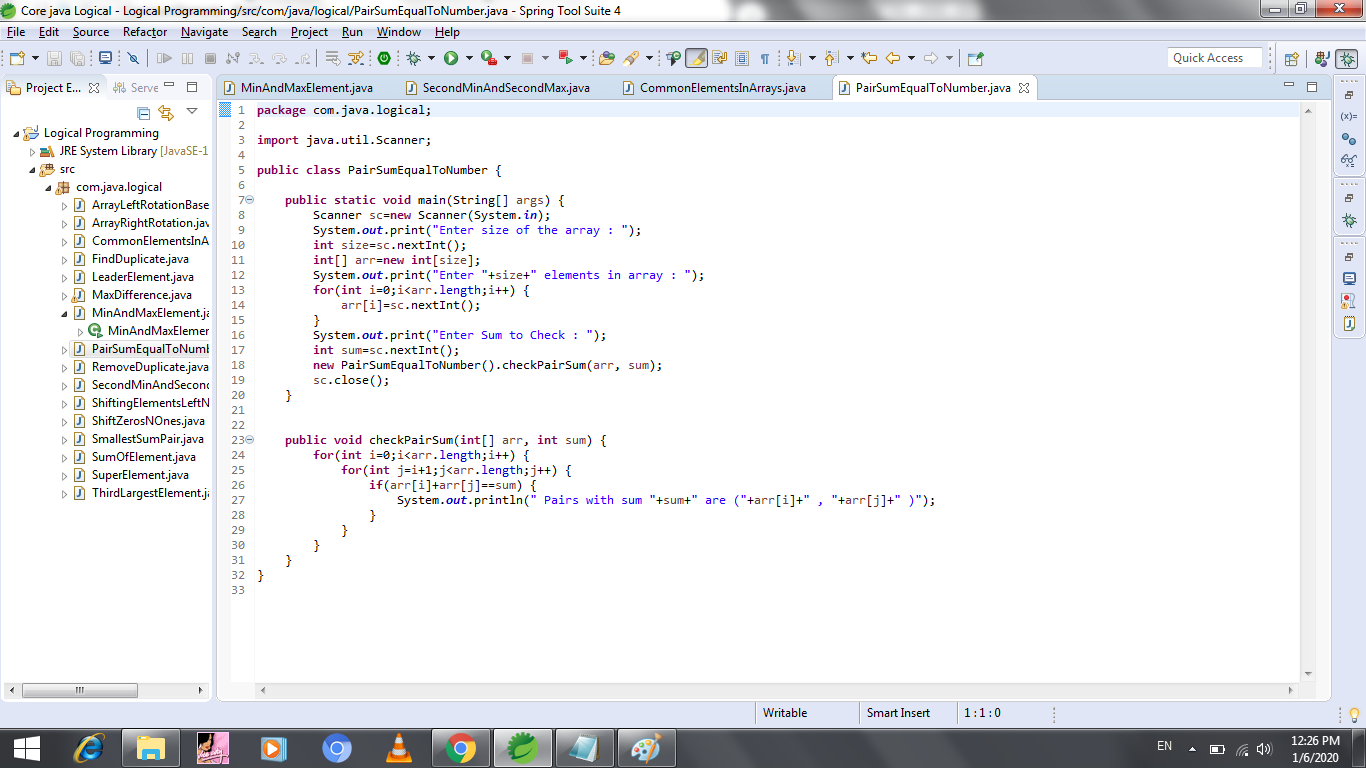 Core java Logical - Logical Programming/src/com/java/logical/PairSumEqualToNumber.java - Spring Tool Suite 4
File Edit Source Refactor Navigate Search Project Run Window Help
Quick Access
Project E... Serve
MinAndMaxElement.java SecondMinAndSecondMax.java CommonElementsInArrays.java PairSumEqualToNumber.java
Logical Programming
JRE System Library [JavaSE-1
src
com.java.logical
ArrayLeftRotationBase
ArrayRightRotation.jav
CommonElementsInA
FindDuplicate.java
LeaderElement.java
MaxDifference.java
MinAndMaxElement.ja
MinAndMaxElemer
PairSumEqualToNumb
RemoveDuplicate.java
SecondMinAndSecond
ShiftingElementsLeftN
ShiftZerosNOnes.java
SmallestSumPair.java
SumOfElement.java
SuperElement.java
ThirdLargestElement.ja
1 package com.java.logical;
2
3 import java.util.Scanner;
4
5 public class PairSumEqualToNumber {
6
7 public static void main(String[] args) {
8 Scanner sc=new Scanner(System.in);
9 System.out.print("Enter size of the array : ");
10 int size=sc.nextInt();
11 int[] arr=new int[size];
12 System.out.print("Enter "+size+" elements in array : ");
13 for(int i=0;i<arr.length;i++) {
14 arr[i]=sc.nextInt();
15 }
16 System.out.print("Enter Sum to Check : ");
17 int sum=sc.nextInt();
18 new PairSumEqualToNumber().checkPairSum(arr, sum);
19 sc.close();
20 }
21
22
23 public void checkPairSum(int[] arr, int sum) {
24 for(int i=0;i<arr.length;i++) {
25 for(int j=i+1;j<arr.length;j++) {
26 if(arr[i]+arr[j]==sum) {
27 System.out.println(" Pairs with sum "+sum+" are ("+arr[i]+" , "+arr[j]+" )");
28 }
29 }
30 }
31 }
32 }
33
(x)=
Writable Smart Insert 1 : 1 : 0
EN 12:26 PM
1/6/2020